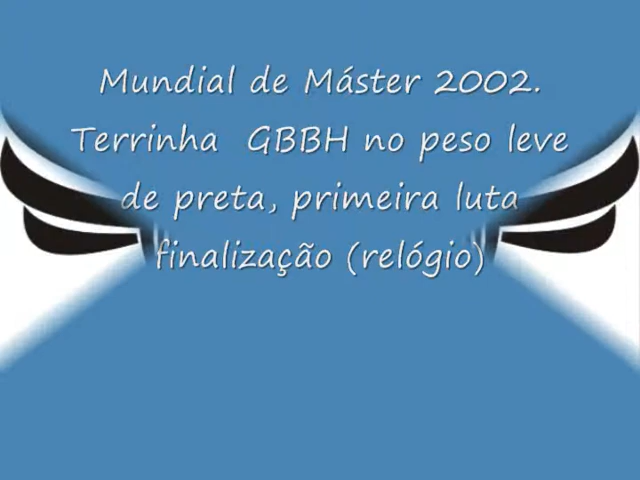 Mundial de Máster 2002.
Terrinha GBBH no peso leve
de preta, primeira luta
finalização (relógio)